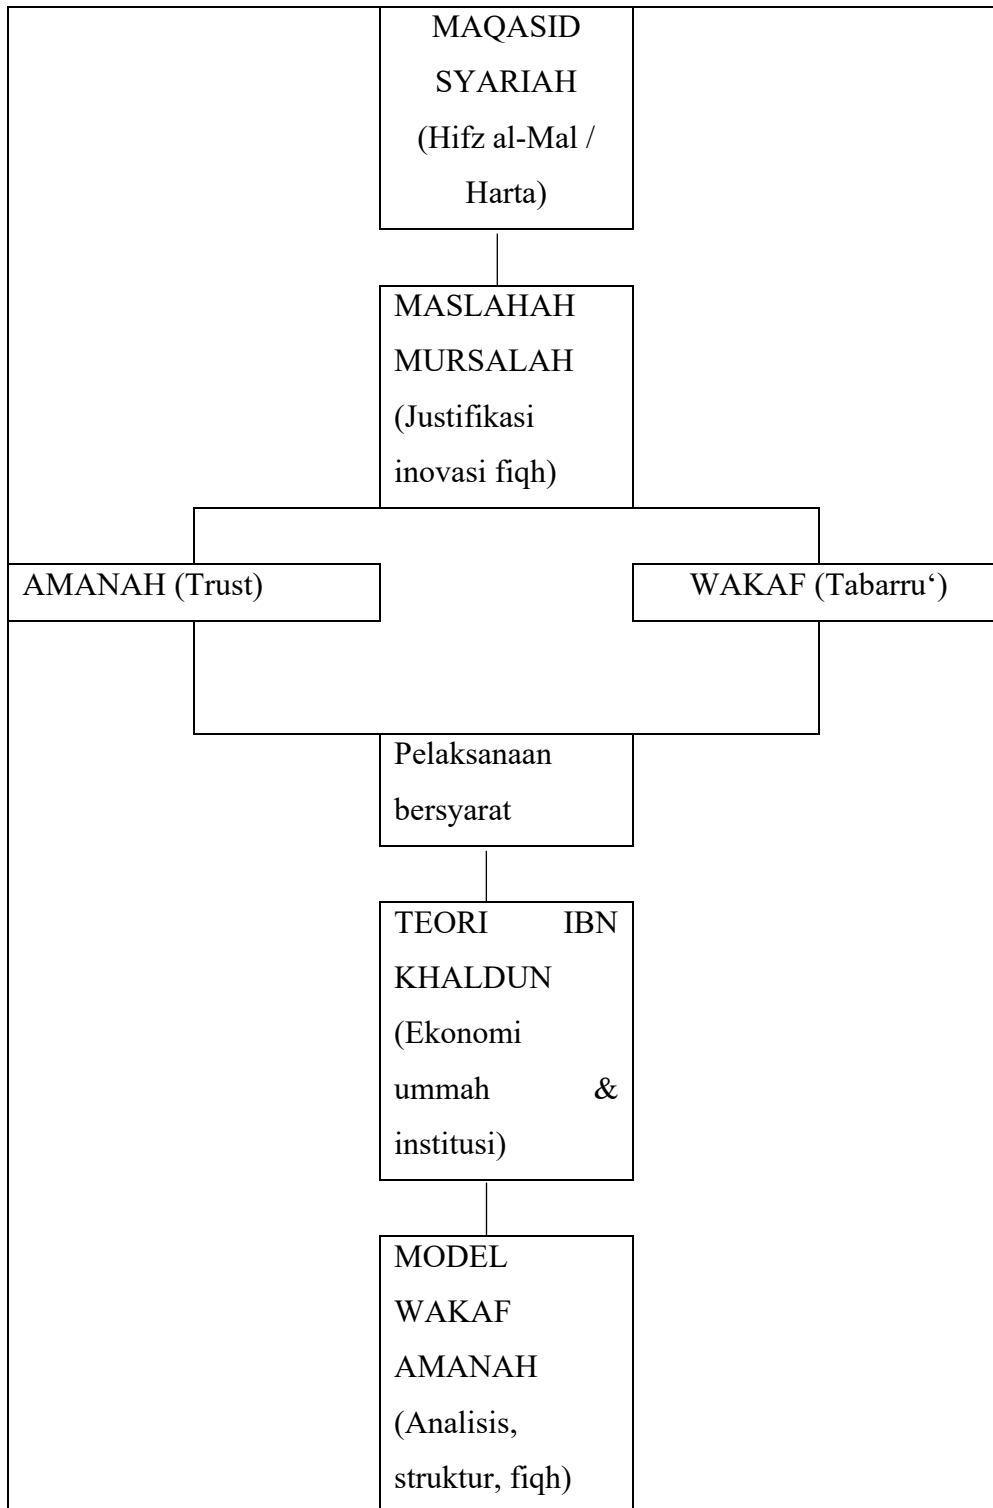 MAQASID
SYARIAH
(Hifz al-Mal /
Harta)
MASLAHAH
MURSALAH
(Justifikasi
inovasi fiqh)
AMANAH (Trust)
WAKAF (Tabarru‘)
Pelaksanaan
bersyarat
TEORI IBN
KHALDUN
(Ekonomi
ummah &
institusi)
MODEL
WAKAF
AMANAH
(Analisis,
struktur, fiqh)